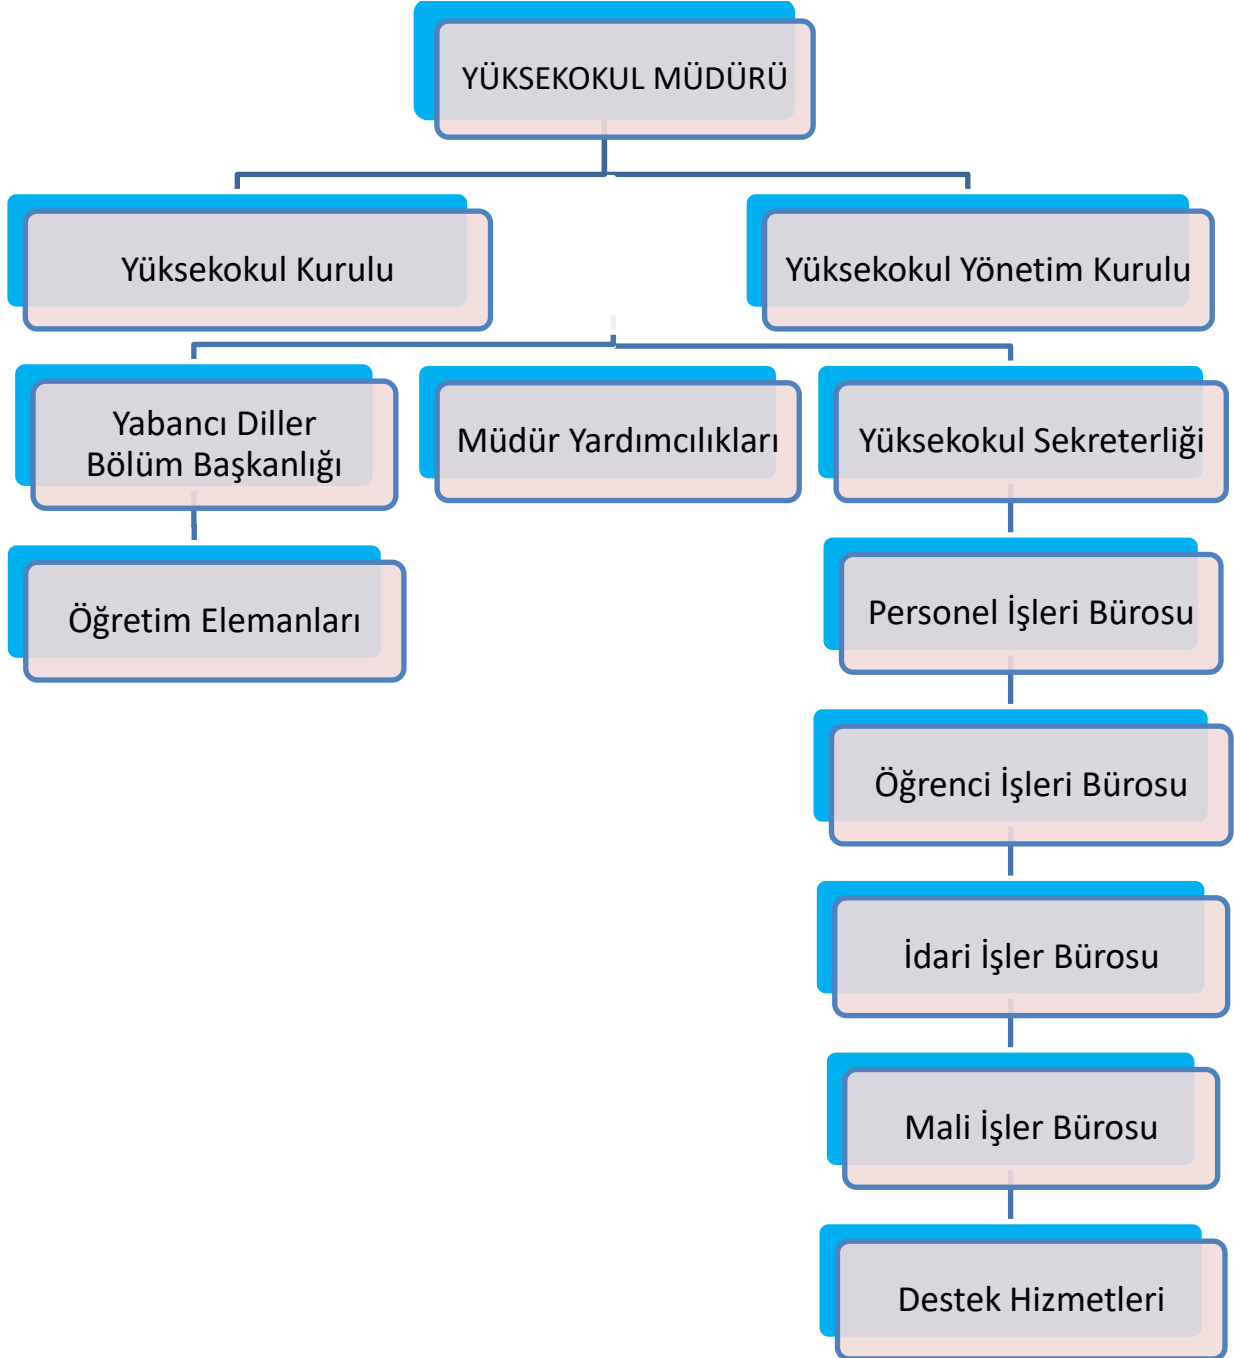 YÜKSEKOKUL MÜDÜRÜ
Yüksekokul Kurulu
Yüksekokul Yönetim Kurulu
Yabancı Diller
Bölüm Başkanlığı
Müdür Yardımcılıkları
Yüksekokul Sekreterliği
Öğretim Elemanları
Personel İşleri Bürosu
Öğrenci İşleri Bürosu
İdari İşler Bürosu
Mali İşler Bürosu
Destek Hizmetleri